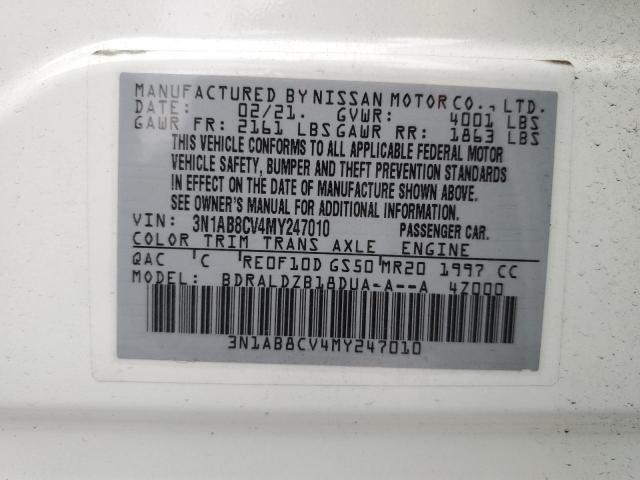 MANUFACTURED BY NISSAN MOTOR CO., LTD.
DATE: 02/21. GVWR: 4001 LBS
GAWR FR: 2161 LBS GAWR RR: 1863 LBS
THIS VEHICLE CONFORMS TO ALL APPLICABLE FEDERAL MOTOR
VEHICLE SAFETY, BUMPER AND THEFT PREVENTION STANDARDS
IN EFFECT ON THE DATE OF MANUFACTURE SHOWN ABOVE.
SEE OWNER'S MANUAL FOR ADDITIONAL INFORMATION.
VIN: 3N1AB8CV4MY247010 PASSENGER CAR.
COLOR TRIM TRANS AXLE ENGINE
QAC C RE0F10D GS50 MR20 1997 CC
MODEL: BDRALDZB18DUA-A--A 4Z000
3N1AB8CV4MY247010